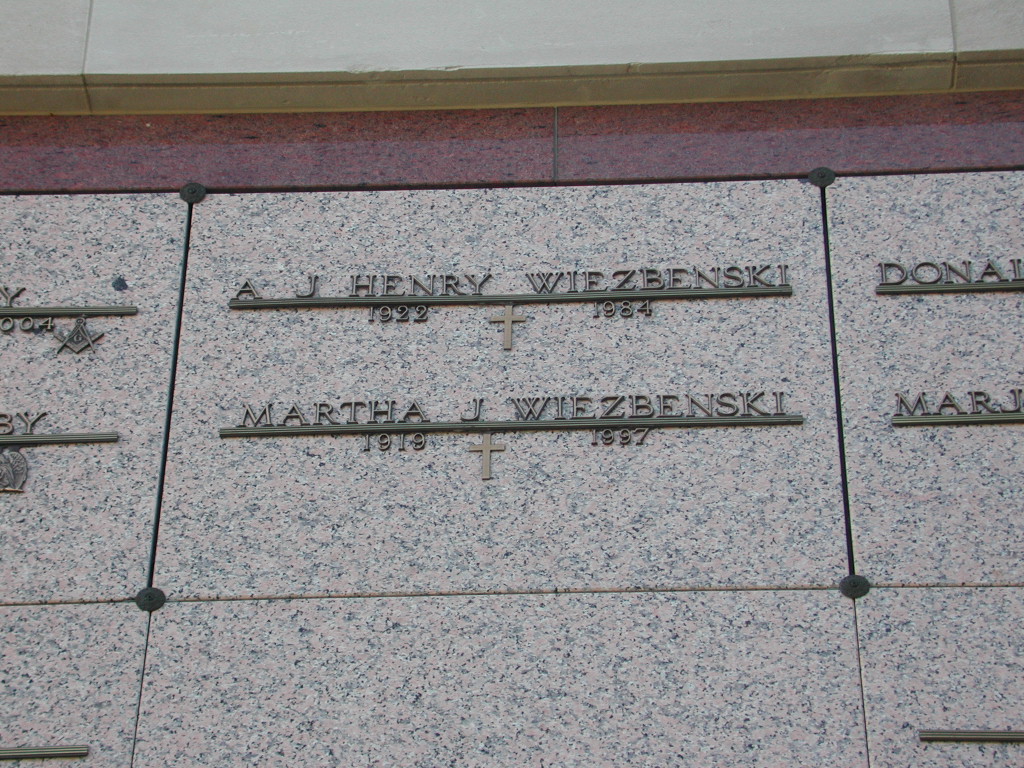 A J HENRY WIEZBENSKI
1922 1984
MARTHA J WIEZBENSKI
1919 1997